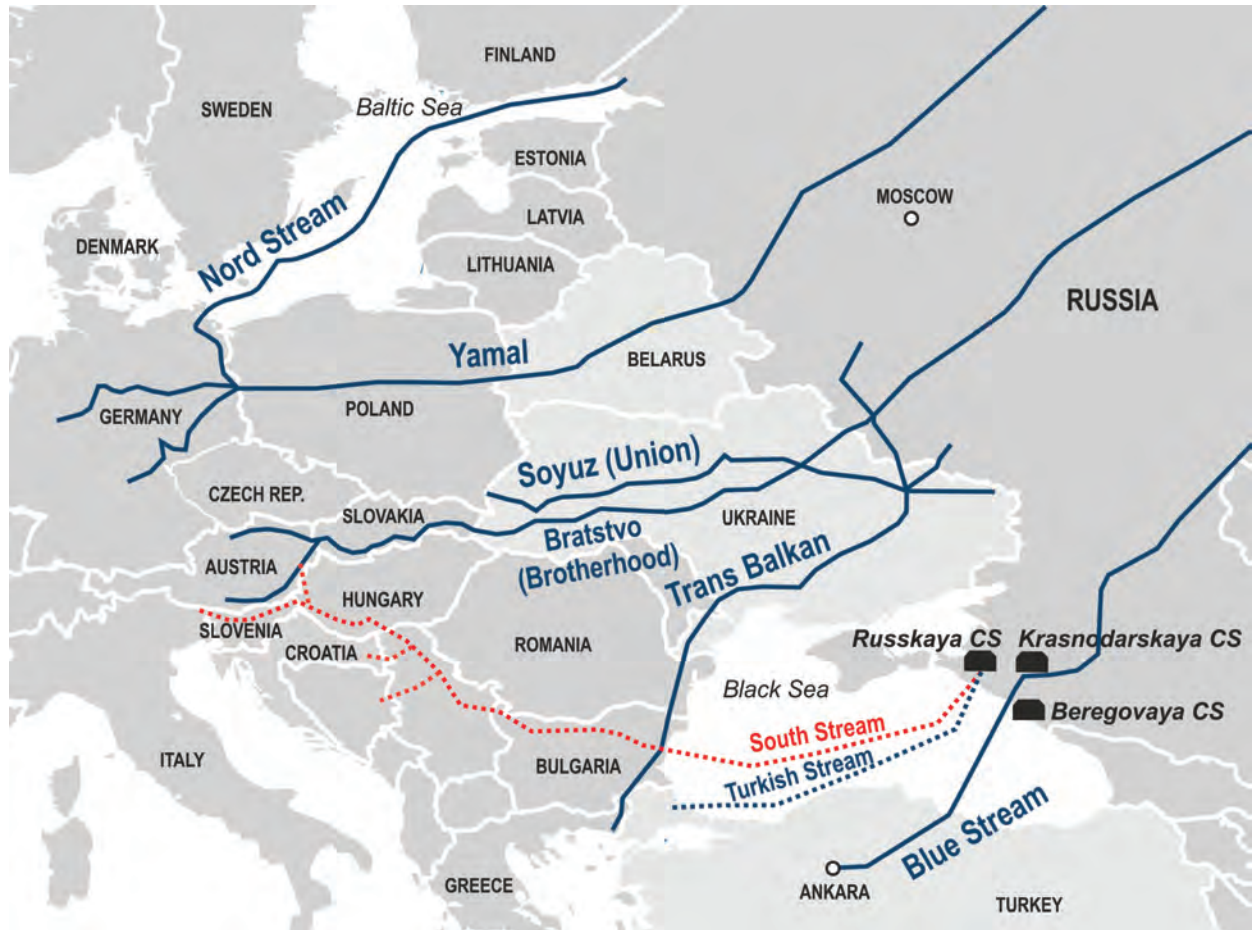 FINLAND
SWEDEN
Baltic Sea
ESTONIA
MOSCOW
LATVIA
DENMARK
Nord Stream
LITHUANIA
RUSSIA
Yamal
BELARUS
GERMANY
POLAND
Soyuz (Union)
CZECH REP.
SLOVAKIA
UKRAINE
Bratstvo
(Brotherhood)
AUSTRIA
Trans Balkan
HUNGARY
SLOVENIA
ROMANIA
CROATIA
Russkaya CS
Krasnodarskaya CS
Black Sea
Beregovaya CS
South Stream
ITALY
BULGARIA
Turkish Stream
Blue Stream
GREECE
ANKARA
TURKEY